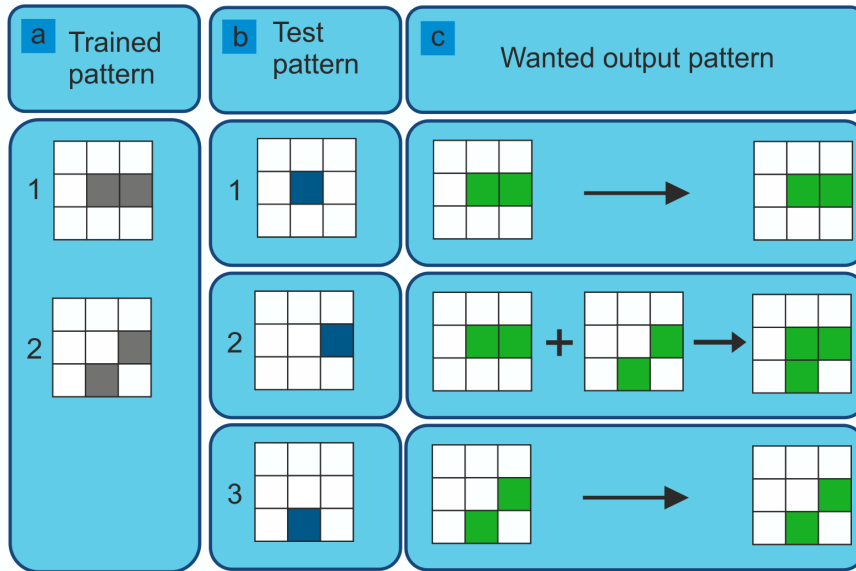 a Trained
pattern
b Test
pattern
c Wanted output pattern
1
2
1
2
+
3